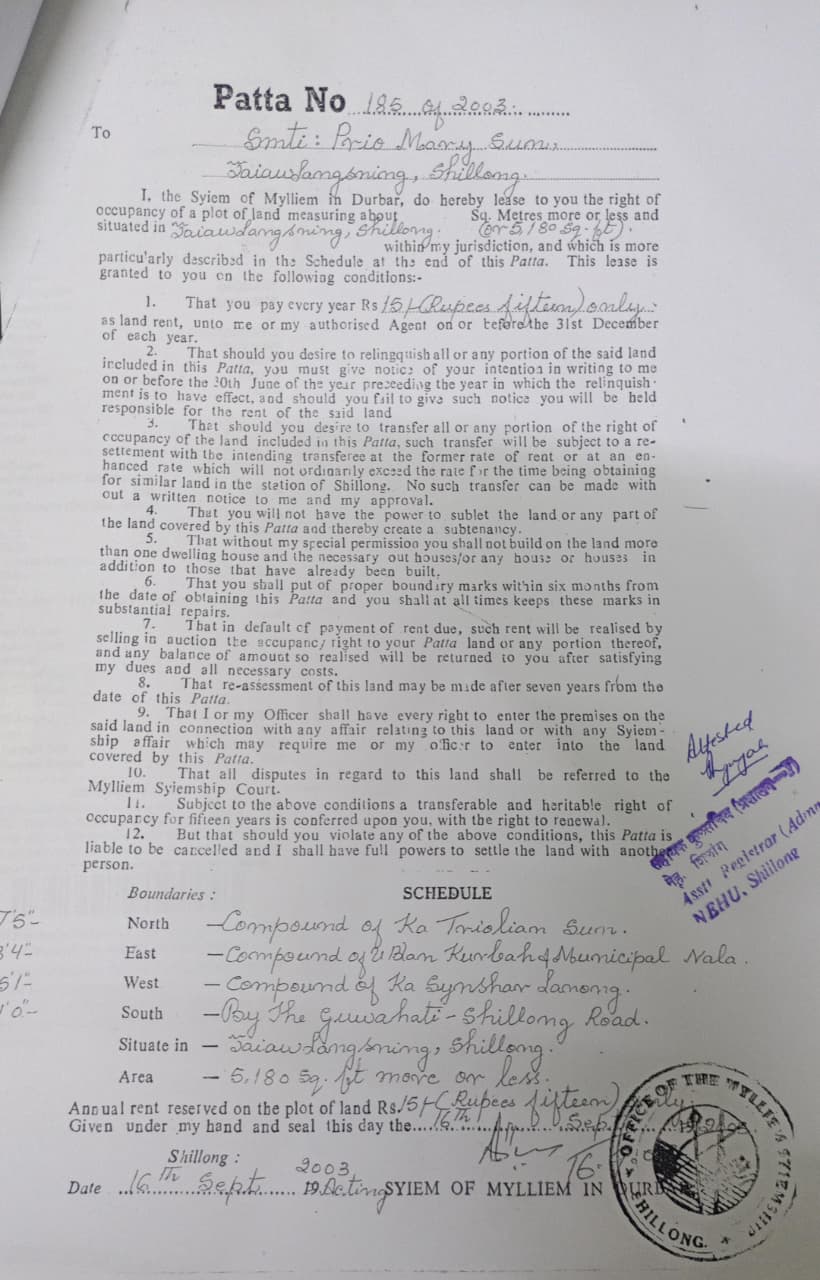 Patta No 185 of 2003.
To
Smti: Prio Mary Sun,
Jaiawlangsning, Shillong.
I, the Syiem of Mylliem in Durbar, do hereby lease to you the right of
occupancy of a plot of land measuring about Sq. Metres more or less and
situated in Jaiawlangsning, Shillong. (or 5,180 Sq. ft).
within my jurisdiction, and which is more
particu'arly described in the Schedule at the end of this Patta. This lease is
granted to you on the following conditions:-
1. That you pay every year Rs 15/- (Rupees fifteen) only.
as land rent, unto me or my authorised Agent on or before the 31st December
of each year.
2. That should you desire to relingquish all or any portion of the said land
included in this Patta, you must give notice of your intention in writing to me
on or before the 30th June of the year preceeding the year in which the relinquish-
ment is to have effect, and should you fail to give such notice you will be held
responsible for the rent of the said land
3. That should you desire to transfer all or any portion of the right of
occupancy of the land included in this Patta, such transfer will be subject to a re-
settement with the intending transferee at the former rate of rent or at an en-
hanced rate which will not ordinarily exceed the rate for the time being obtaining
for similar land in the station of Shillong. No such transfer can be made with
out a written notice to me and my approval.
4. That you will not have the power to sublet the land or any part of
the land covered by this Patta and thereby create a subtenancy.
5. That without my special permission you shall not build on the land more
than one dwelling house and the necessary out houses/or any house or houses in
addition to those that have already been built.
6. That you shall put of proper boundary marks within six months from
the date of obtaining this Patta and you shall at all times keeps these marks in
substantial repairs.
7. That in default of payment of rent due, such rent will be realised by
selling in auction the accupancy right to your Patta land or any portion thereof,
and any balance of amount so realised will be returned to you after satisfying
my dues and all necessary costs.
8. That re-assessment of this land may be made after seven years from the
date of this Patta.
9. That I or my Officer shall have every right to enter the premises on the
said land in connection with any affair relating to this land or with any Syiem-
ship affair which may require me or my officer to enter into the land
covered by this Patta.
10. That all disputes in regard to this land shall be referred to the
Mylliem Syiemship Court.
11. Subject to the above conditions a transferable and heritable right of
occupancy for fifteen years is conferred upon you, with the right to renewal.
12. But that should you violate any of the above conditions, this Patta is
liable to be cancelled and I shall have full powers to settle the land with another
person.
Attested
Asstt Registrar (Admn
NEHU, Shillong
Boundaries : SCHEDULE
North - Compound of Ka Triolian Sun.
East - Compound of U Blan Kurbah & Municipal Nala.
West - Compound of Ka Synshar Lanong.
South - By The Guwahati-Shillong Road.
Situate in - Jaiawlangsning, Shillong.
Area - 5,180 Sq. ft more or less.
Annual rent reserved on the plot of land Rs. 15/- (Rupees fifteen) only.
Given under my hand and seal this day the 16th Sept
Shillong :
Date 16th Sept 2003 Acting SYIEM OF MYLLIEM IN DURBAR
OFFICE OF THE MYLLIEM SYIEMSHIP
SHILLONG.